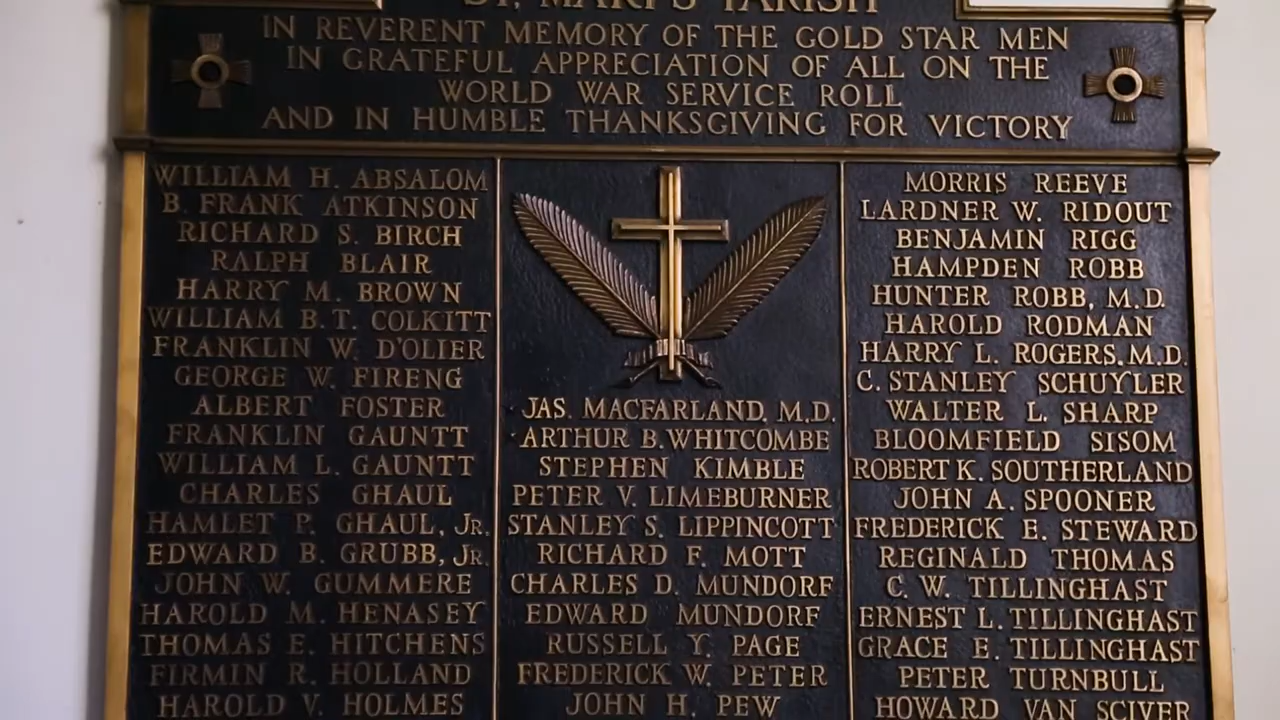 ST. MARY'S PARISH
IN REVERENT MEMORY OF THE GOLD STAR MEN
IN GRATEFUL APPRECIATION OF ALL ON THE
WORLD WAR SERVICE ROLL
AND IN HUMBLE THANKSGIVING FOR VICTORY
WILLIAM H. ABSALOM
B. FRANK ATKINSON
RICHARD S. BIRCH
RALPH BLAIR
HARRY M. BROWN
WILLIAM B.T. COLKITT
FRANKLIN W. D'OLIER
GEORGE W. FIRENG
ALBERT FOSTER
FRANKLIN GAUNTT
WILLIAM L. GAUNTT
CHARLES GHAUL
HAMLET P. GHAUL, JR.
EDWARD B. GRUBB, JR.
JOHN W. GUMMERE
HAROLD M. HENASEY
THOMAS E. HITCHENS
FIRMIN R. HOLLAND
HAROLD V. HOLMES
JAS. MACFARLAND, M.D.
ARTHUR B. WHITCOMBE
STEPHEN KIMBLE
PETER V. LIMEBURNER
STANLEY S. LIPPINCOTT
RICHARD F. MOTT
CHARLES D. MUNDORF
EDWARD MUNDORF
RUSSELL Y. PAGE
FREDERICK W. PETER
JOHN H. PEW
MORRIS REEVE
LARDNER W. RIDOUT
BENJAMIN RIGG
HAMPDEN ROBB
HUNTER ROBB, M.D.
HAROLD RODMAN
HARRY L. ROGERS, M.D.
C. STANLEY SCHUYLER
WALTER L. SHARP
BLOOMFIELD SISOM
ROBERT K. SOUTHERLAND
JOHN A. SPOONER
FREDERICK E. STEWARD
REGINALD THOMAS
C. W. TILLINGHAST
ERNEST L. TILLINGHAST
GRACE E. TILLINGHAST
PETER TURNBULL
HOWARD VAN SCIVER